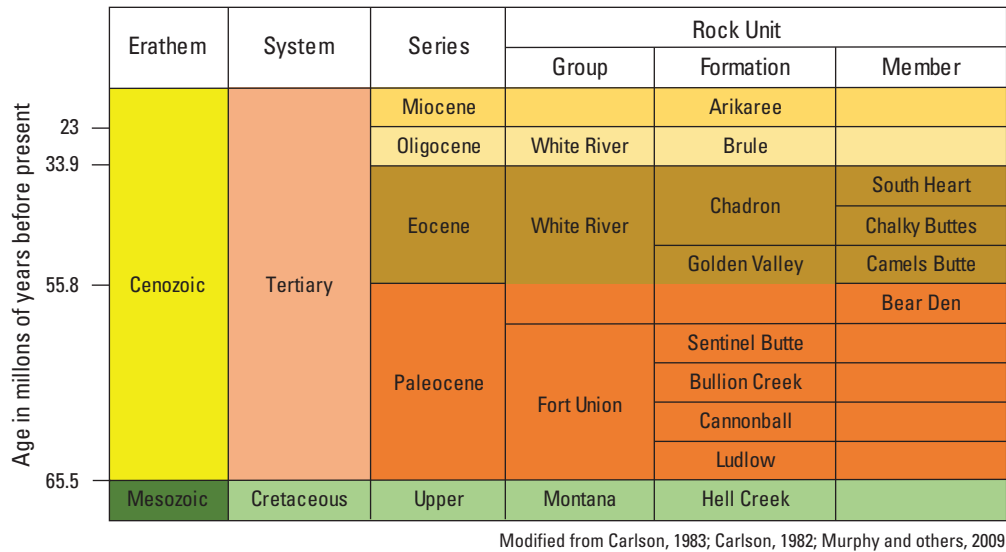 Erathem
System
Series
Rock Unit
Group
Formation
Member
Age in millons of years before present
23
33.9
55.8
65.5
Cenozoic
Tertiary
Miocene
Arikaree
Oligocene
White River
Brule
Eocene
White River
Chadron
South Heart
Chalky Buttes
Golden Valley
Camels Butte
Paleocene
Bear Den
Fort Union
Sentinel Butte
Bullion Creek
Cannonball
Ludlow
Mesozoic
Cretaceous
Upper
Montana
Hell Creek
Modified from Carlson, 1983; Carlson, 1982; Murphy and others, 2009